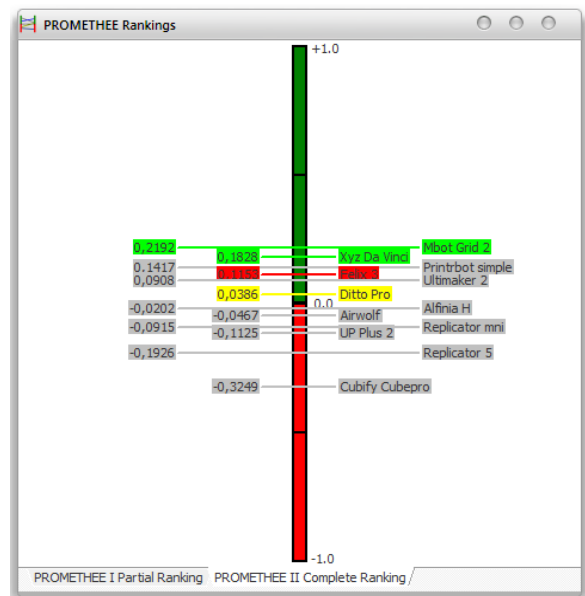 PROMETHEE Rankings
+1.0
0,2192 Mbot Grid 2
0,1828 Xyz Da Vinci
0,1417 Printrbot simple
0,1153 Felix 3
0,0908 Ultimaker 2
0,0386 Ditto Pro
0.0
-0,0202 Alfinia H
-0,0467 Airwolf
-0,0915 Replicator mni
-0,1125 UP Plus 2
-0,1926 Replicator 5
-0,3249 Cubify Cubepro
-1.0
PROMETHEE I Partial Ranking PROMETHEE II Complete Ranking